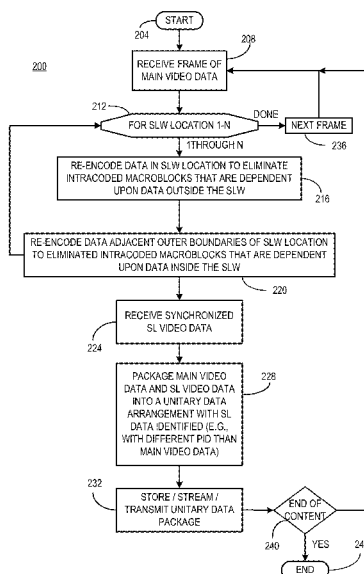 START
204
208
RECEIVE FRAME OF
MAIN VIDEO DATA
200
212
FOR SLW LOCATION 1-N
DONE
NEXT FRAME
236
1THROUGH N
RE-ENCODE DATA IN SLW LOCATION TO ELIMINATE
INTRACODED MACROBLOCKS THAT ARE DEPENDENT
UPON DATA OUTSIDE THE SLW
216
RE-ENCODE DATA ADJACENT OUTER BOUNDARIES OF SLW LOCATION
TO ELIMINATED INTRACODED MACROBLOCKS THAT ARE DEPENDENT
UPON DATA INSIDE THE SLW
220
RECEIVE SYNCHRONIZED
SL VIDEO DATA
224
PACKAGE MAIN VIDEO
DATA AND SL VIDEO DATA
INTO A UNITARY DATA
ARRANGEMENT WITH SL
DATA IDENTIFIED (E.G.,
WITH DIFFERENT PID THAN
MAIN VIDEO DATA)
228
232
STORE / STREAM /
TRANSMIT UNITARY DATA
PACKAGE
END OF
CONTENT
240
YES
END